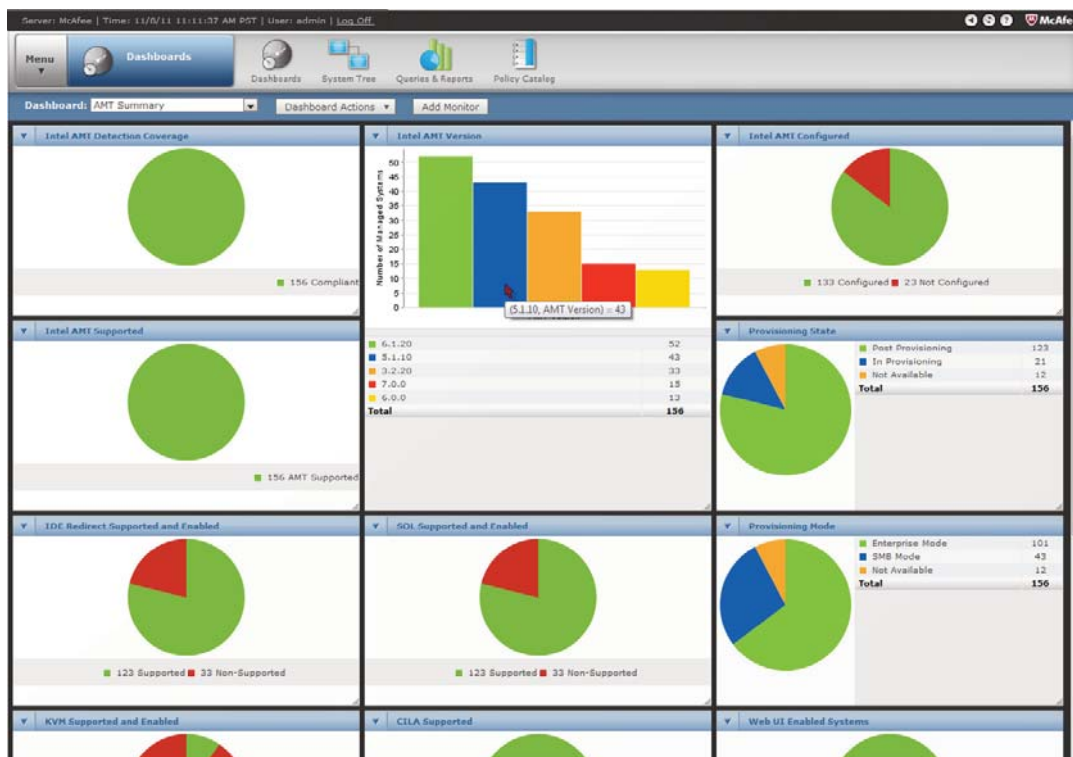 Server: McAfee | Time: 11/8/11 11:11:37 AM PST | User: admin | Log Off
McAfee
Menu
Dashboards
Dashboards
System Tree
Queries & Reports
Policy Catalog
Dashboard: AMT Summary
Dashboard Actions
Add Monitor
Intel AMT Detection Coverage
156 Compliant
Intel AMT Version
Number of Managed Systems
50
45
40
35
30
25
20
15
10
5
0
(5.1.10, AMT Version) = 43
6.1.20 52
5.1.10 43
3.2.20 33
7.0.0 15
6.0.0 13
Total 156
Intel AMT Configured
133 Configured 23 Not Configured
Intel AMT Supported
156 AMT Supported
Provisioning State
Post Provisioning 123
In Provisioning 21
Not Available 12
Total 156
IDE Redirect Supported and Enabled
123 Supported 33 Non-Supported
SOL Supported and Enabled
123 Supported 33 Non-Supported
Provisioning Mode
Enterprise Mode 101
SMB Mode 43
Not Available 12
Total 156
KVM Supported and Enabled
CILA Supported
Web UI Enabled Systems